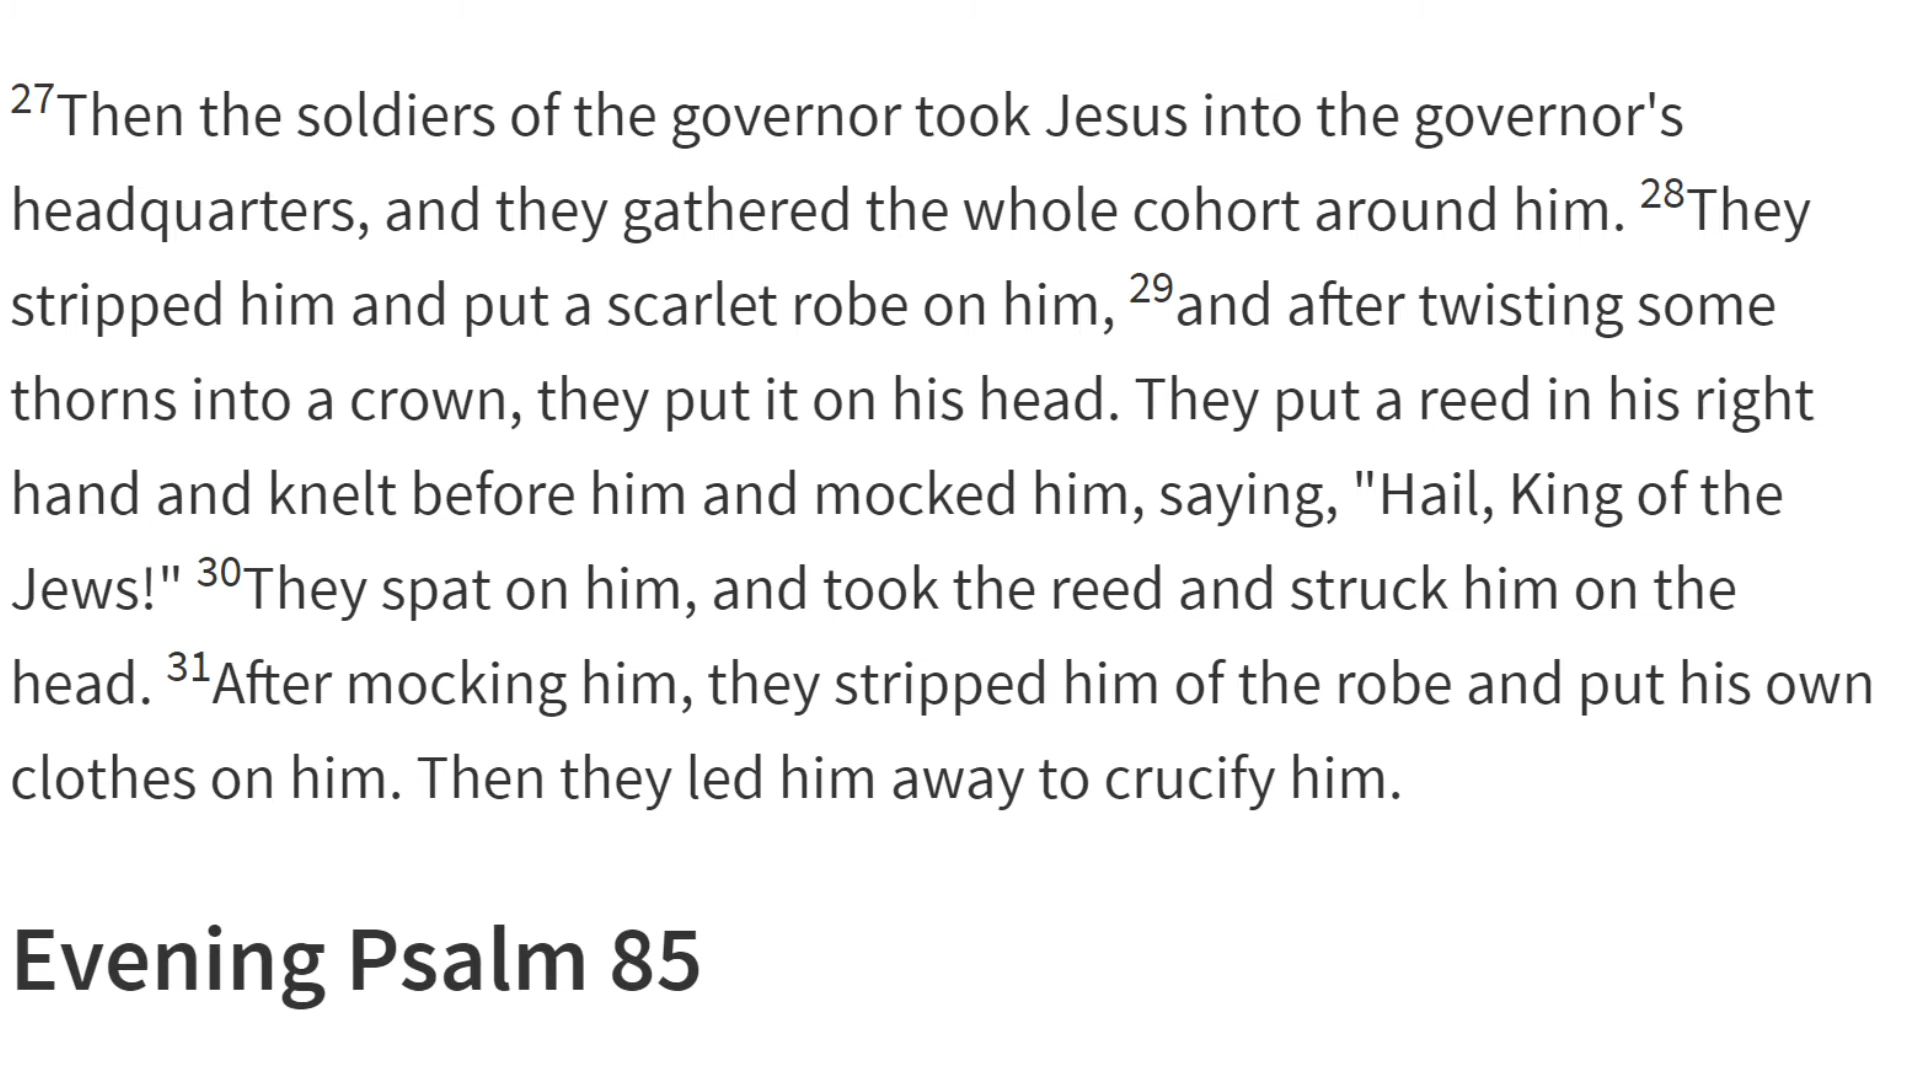 27Then the soldiers of the governor took Jesus into the governor's
headquarters, and they gathered the whole cohort around him. 28They
stripped him and put a scarlet robe on him, 29and after twisting some
thorns into a crown, they put it on his head. They put a reed in his right
hand and knelt before him and mocked him, saying, "Hail, King of the
Jews!" 30They spat on him, and took the reed and struck him on the
head. 31After mocking him, they stripped him of the robe and put his own
clothes on him. Then they led him away to crucify him.
Evening Psalm 85